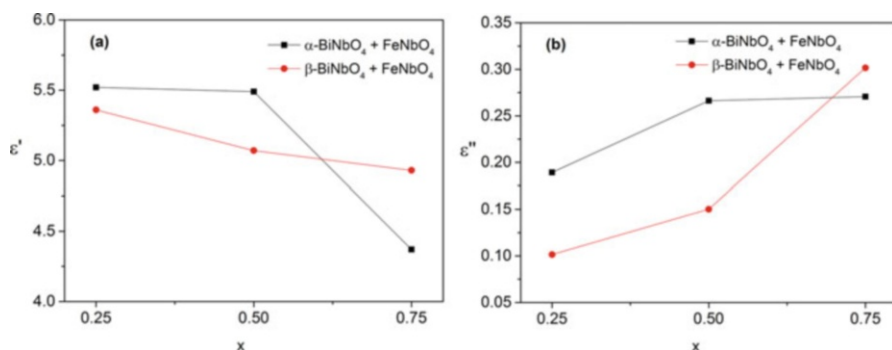 (a)
α-BiNbO₄ + FeNbO₄
β-BiNbO₄ + FeNbO₄
6.0
5.5
5.0
4.5
4.0
ε'
0.25
0.50
0.75
x
(b)
α-BiNbO₄ + FeNbO₄
β-BiNbO₄ + FeNbO₄
0.35
0.30
0.25
0.20
0.15
0.10
0.05
ε"
0.25
0.50
0.75
x